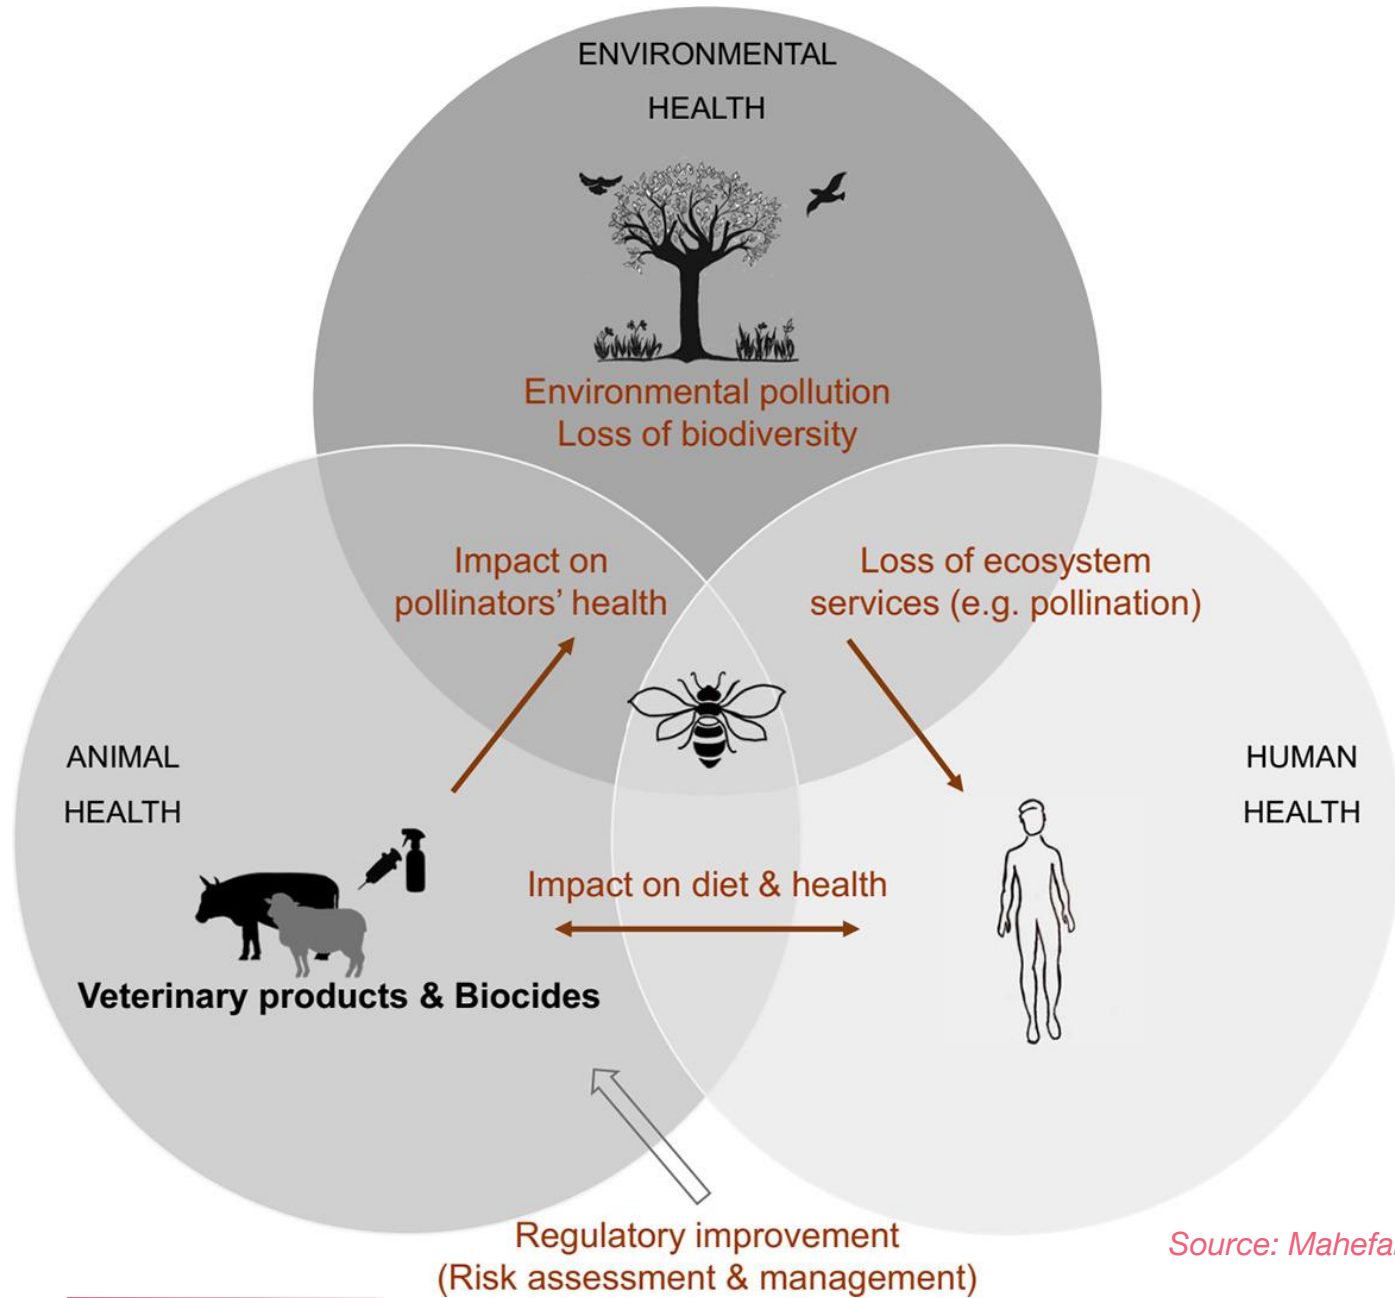 ENVIRONMENTAL
HEALTH
Environmental pollution
Loss of biodiversity
Impact on
pollinators’ health
Loss of ecosystem
services (e.g. pollination)
ANIMAL
HEALTH
HUMAN
HEALTH
Impact on diet & health
Veterinary products & Biocides
Regulatory improvement
(Risk assessment & management)
Source: